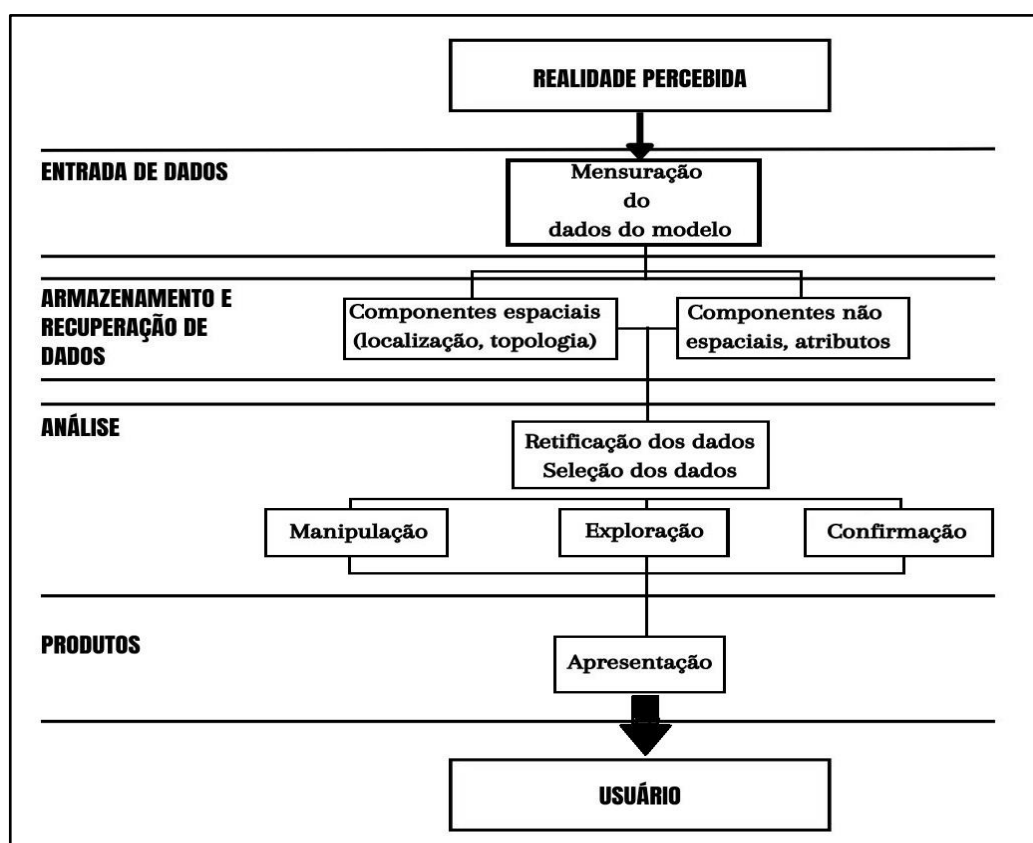 REALIDADE PERCEBIDA
ENTRADA DE DADOS
Mensuração
do
dados do modelo
ARMAZENAMENTO E
RECUPERAÇÃO DE
DADOS
Componentes espaciais
(localização, topologia)
Componentes não
espaciais, atributos
ANÁLISE
Retificação dos dados
Seleção dos dados
Manipulação
Exploração
Confirmação
PRODUTOS
Apresentação
USUÁRIO